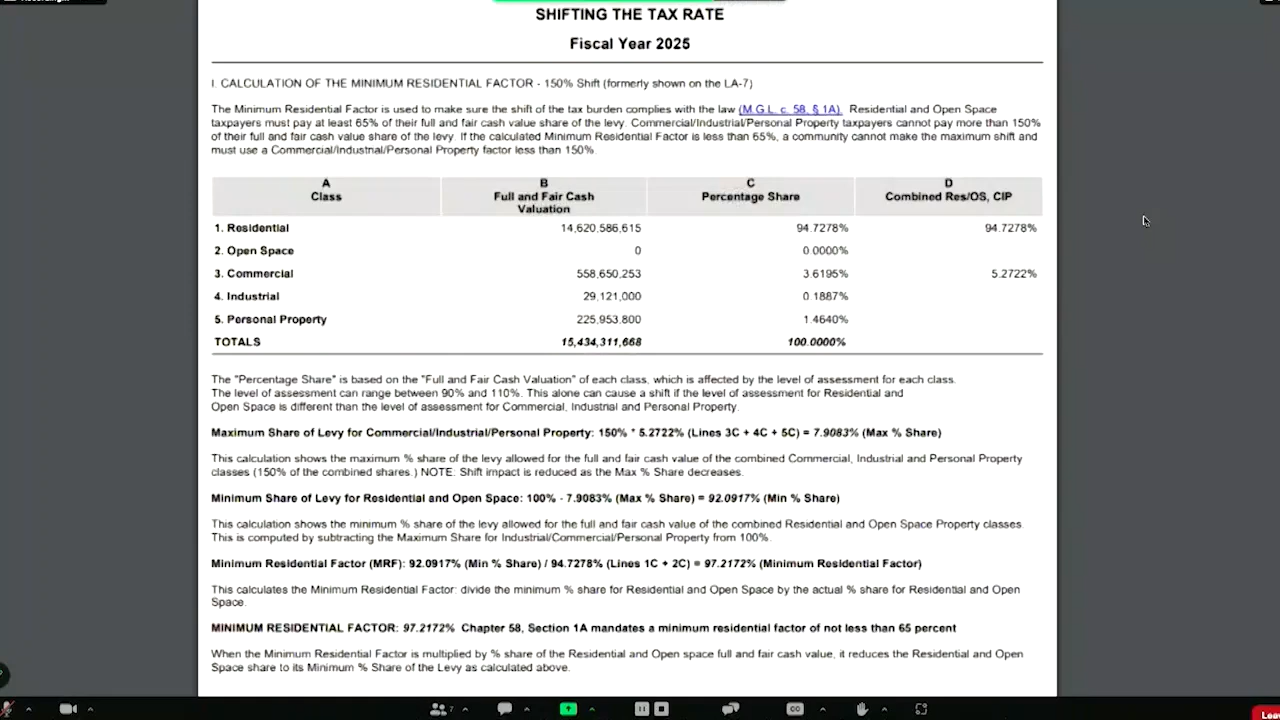 SHIFTING THE TAX RATE
Fiscal Year 2025
I. CALCULATION OF THE MINIMUM RESIDENTIAL FACTOR - 150% Shift (formerly shown on the LA-7)
The Minimum Residential Factor is used to make sure the shift of the tax burden complies with the law (M.G.L. c. 58, § 1A). Residential and Open Space
taxpayers must pay at least 65% of their full and fair cash value share of the levy. Commercial/Industrial/Personal Property taxpayers cannot pay more than 150%
of their full and fair cash value share of the levy. If the calculated Minimum Residential Factor is less than 65%, a community cannot make the maximum shift and
must use a Commercial/Industrial/Personal Property factor less than 150%.
A B C D
Class Full and Fair Cash Percentage Share Combined Res/OS, CIP
Valuation
1. Residential 14,620,586,615 94.7278% 94.7278%
2. Open Space 0 0.0000%
3. Commercial 558,650,253 3.6195% 5.2722%
4. Industrial 29,121,000 0.1887%
5. Personal Property 225,953,800 1.4640%
TOTALS 15,434,311,668 100.0000%
The "Percentage Share" is based on the "Full and Fair Cash Valuation" of each class, which is affected by the level of assessment for each class.
The level of assessment can range between 90% and 110%. This alone can cause a shift if the level of assessment for Residential and
Open Space is different than the level of assessment for Commercial, Industrial and Personal Property.
Maximum Share of Levy for Commercial/Industrial/Personal Property: 150% * 5.2722% (Lines 3C + 4C + 5C) = 7.9083% (Max % Share)
This calculation shows the maximum % share of the levy allowed for the full and fair cash value of the combined Commercial, Industrial and Personal Property
classes (150% of the combined shares.) NOTE: Shift impact is reduced as the Max % Share decreases.
Minimum Share of Levy for Residential and Open Space: 100% - 7.9083% (Max % Share) = 92.0917% (Min % Share)
This calculation shows the minimum % share of the levy allowed for the full and fair cash value of the combined Residential and Open Space Property classes.
This is computed by subtracting the Maximum Share for Industrial/Commercial/Personal Property from 100%.
Minimum Residential Factor (MRF): 92.0917% (Min % Share) / 94.7278% (Lines 1C + 2C) = 97.2172% (Minimum Residential Factor)
This calculates the Minimum Residential Factor: divide the minimum % share for Residential and Open Space by the actual % share for Residential and Open
Space.
MINIMUM RESIDENTIAL FACTOR: 97.2172% Chapter 58, Section 1A mandates a minimum residential factor of not less than 65 percent
When the Minimum Residential Factor is multiplied by % share of the Residential and Open space full and fair cash value, it reduces the Residential and Open
Space share to its Minimum % Share of the Levy as calculated above.
7
CC